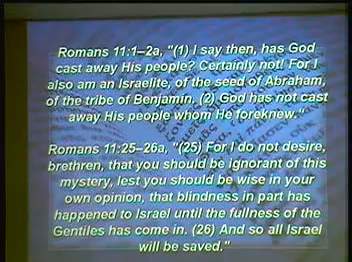 Romans 11:1–2a, "(1) I say then, has God
cast away His people? Certainly not! For I
also am an Israelite, of the seed of Abraham,
of the tribe of Benjamin. (2) God has not cast
away His people whom He foreknew."
Romans 11:25–26a, "(25) For I do not desire,
brethren, that you should be ignorant of this
mystery, lest you should be wise in your
own opinion, that blindness in part has
happened to Israel until the fullness of the
Gentiles has come in. (26) And so all Israel
will be saved."